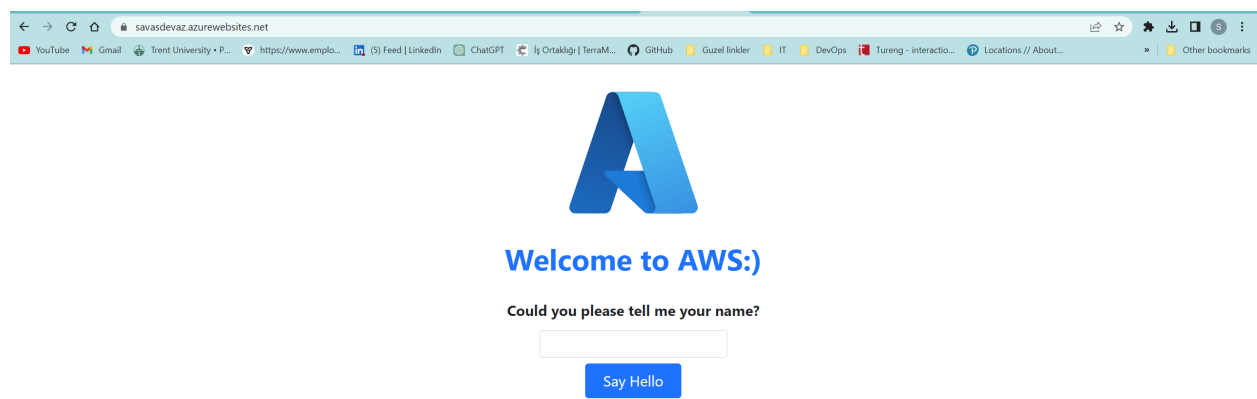 savasdevaz.azurewebsites.net
S
YouTube Gmail Trent University • P... https://www.emplo... (5) Feed | LinkedIn ChatGPT İş Ortaklığı | TerraM... GitHub Guzel linkler IT DevOps Tureng - interactio... Locations // About... » Other bookmarks
Welcome to AWS:)
Could you please tell me your name?
Say Hello